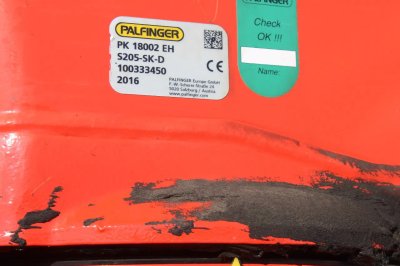 PALFINGER
PK 18002 EH
S205-SK-D
100333450
2016
PALFINGER Europe GmbH
F. W. Scherer Straße 24
5020 Salzburg / Austria
www.palfinger.com
Check
OK !!!
Name